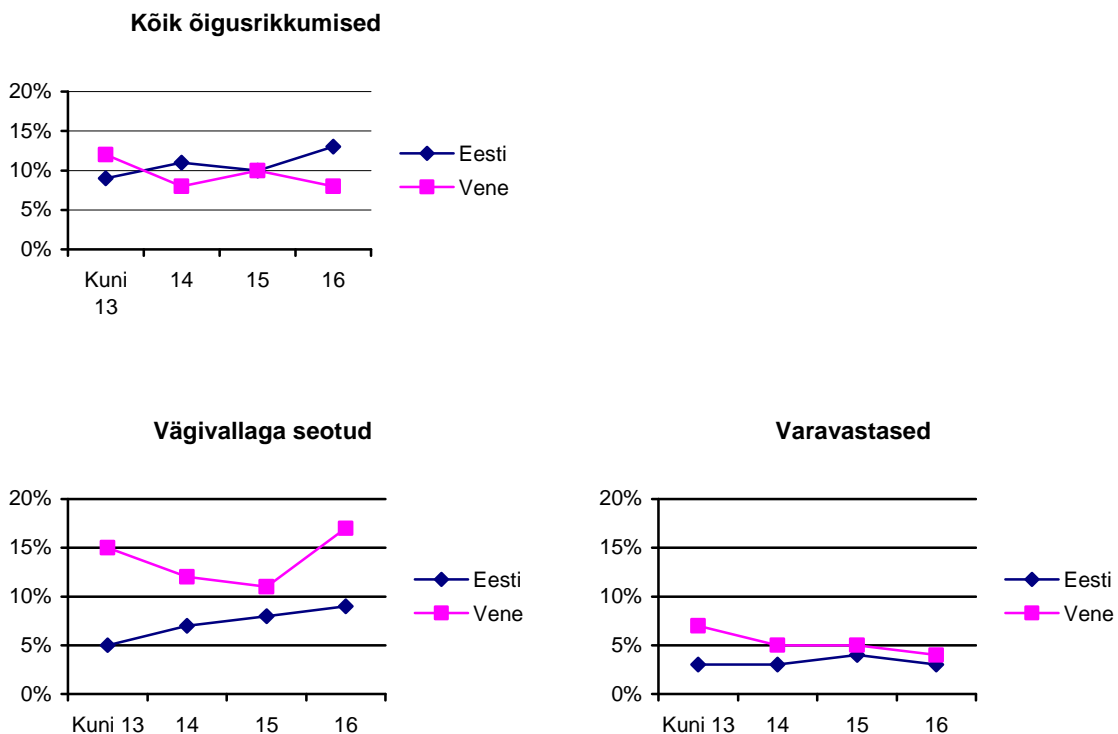 Kõik õigusrikkumised
20%
15%
10%
5%
0%
Kuni 13
14
15
16
Eesti
Vene
Vägivallaga seotud
20%
15%
10%
5%
0%
Kuni 13
14
15
16
Eesti
Vene
Varavastased
20%
15%
10%
5%
0%
Kuni 13
14
15
16
Eesti
Vene